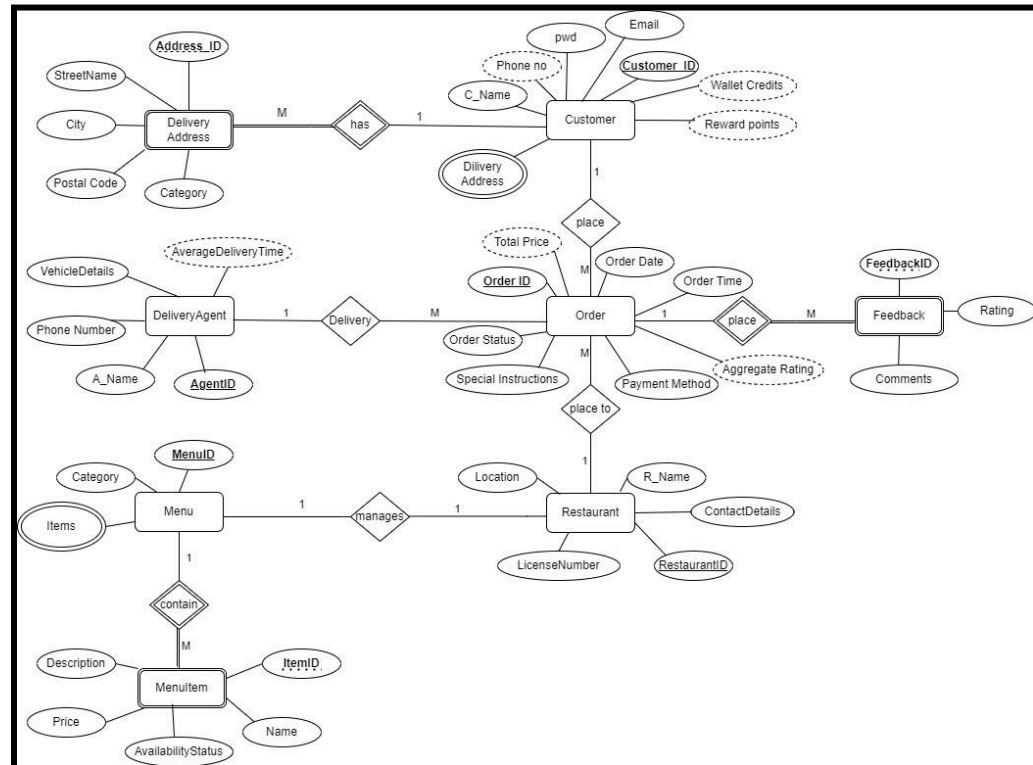 Email
pwd
Address_ID
Phone no
Customer_ID
StreetName
Wallet Credits
C_Name
M
City
Delivery
Address
has
1
Customer
Reward points
Dilivery
Address
Postal Code
Category
1
place
AverageDeliveryTime
Total Price
Order Date
VehicleDetails
M
FeedbackID
Order ID
Order Time
DeliveryAgent
1
Delivery
M
Order
1
place
M
Feedback
Rating
Phone Number
Order Status
M
Aggregate Rating
A_Name
AgentID
Special Instructions
Payment Method
Comments
place to
MenuID
1
Category
Location
R_Name
Menu
1
manages
1
Restaurant
ContactDetails
Items
1
LicenseNumber
RestaurantID
contain
M
Description
ItemID
MenuItem
Price
Name
AvailabilityStatus